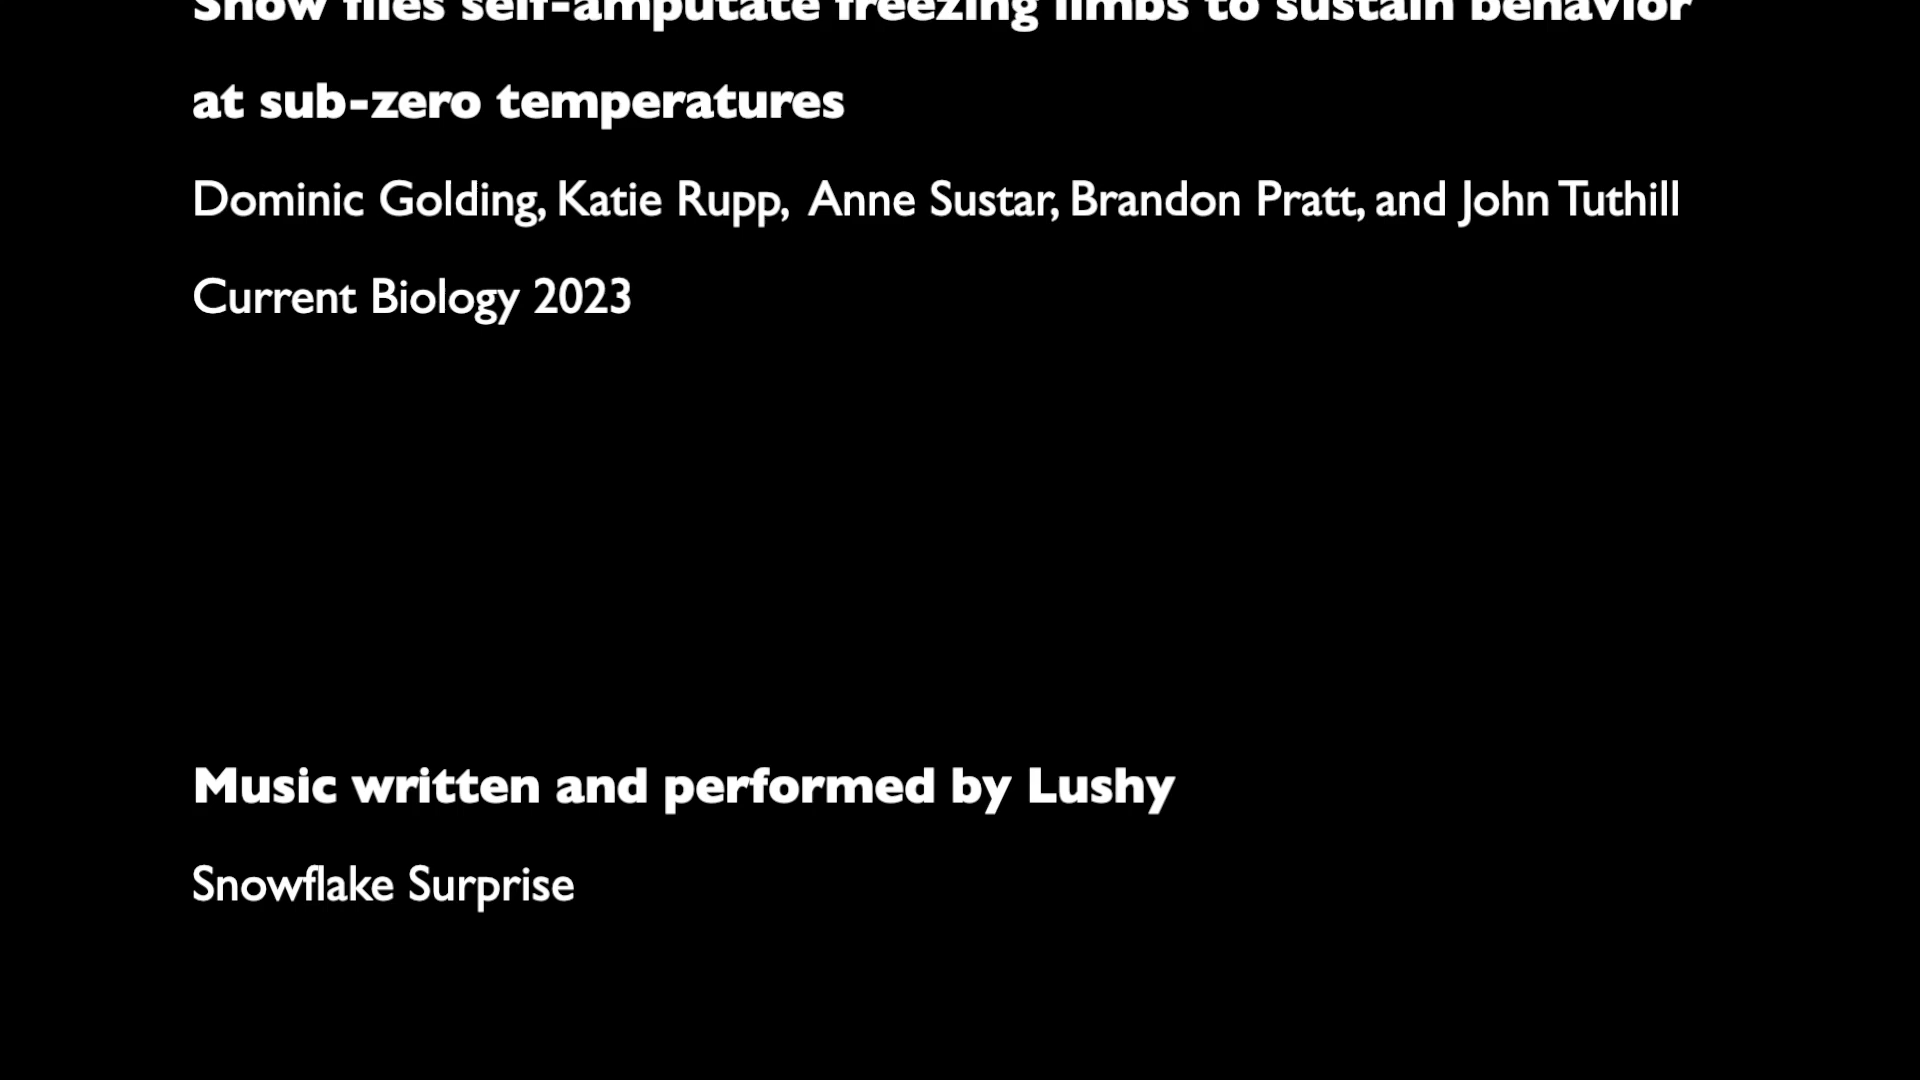 Snow flies self-amputate freezing limbs to sustain behavior
at sub-zero temperatures
Dominic Golding, Katie Rupp, Anne Sustar, Brandon Pratt, and John Tuthill
Current Biology 2023
Music written and performed by Lushy
Snowflake Surprise